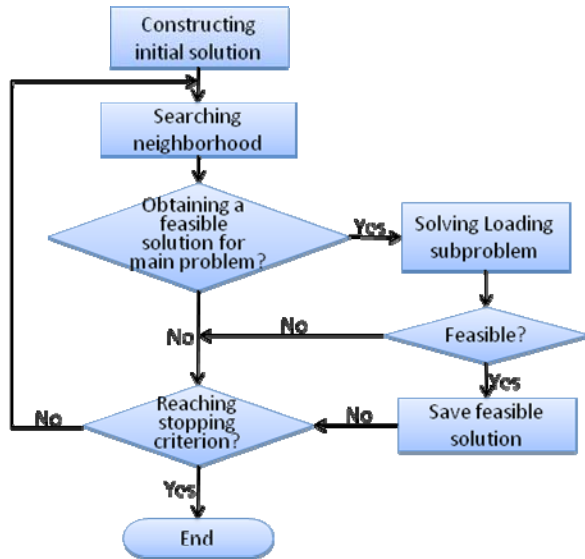 Constructing
initial solution
Searching
neighborhood
Obtaining a
feasible
solution for
main problem?
Yes
Solving Loading
subproblem
No
No
Feasible?
Yes
Reaching
stopping
criterion?
No
No
Save feasible
solution
Yes
End